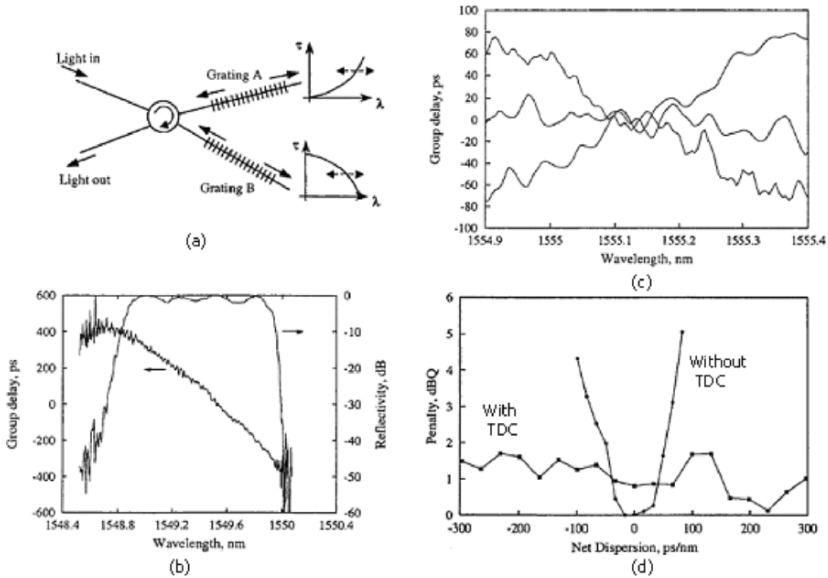 Light in
Grating A
τ
λ
Light out
Grating B
τ
λ
(a)
Group delay, ps
100
80
60
40
20
0
-20
-40
-60
-80
-100
1554.9 1555 1555.1 1555.2 1555.3 1555.4
Wavelength, nm
(c)
Group delay, ps
600
400
200
0
-200
-400
-600
0
-10
-20
-30
-40
-50
-60
Reflectivity, dB
1548.4 1548.8 1549.2 1549.6 1550 1550.4
Wavelength, nm
(b)
Penalty, dBQ
6
5
4
3
2
1
0
Without
TDC
With
TDC
-300 -200 -100 0 100 200 300
Net Dispersion, ps/nm
(d)